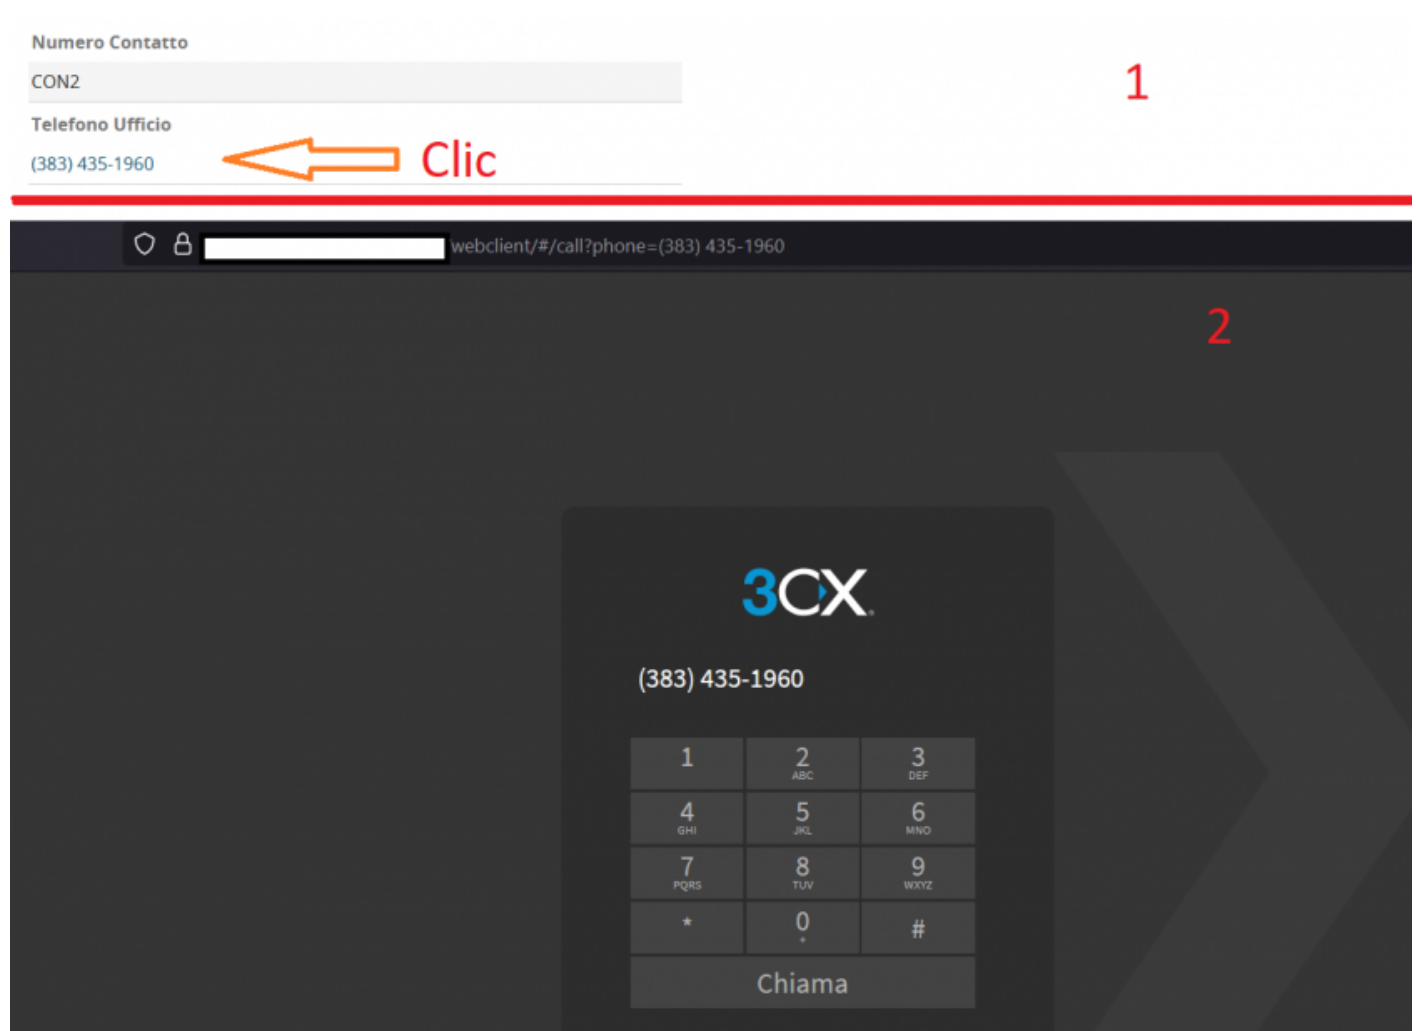 Numero Contatto
CON2
1
Telefono Ufficio
(383) 435-1960
Clic
webclient/#/call?phone=(383) 435-1960
2
3CX®
(383) 435-1960
1 2 ABC 3 DEF
4 GHI 5 JKL 6 MNO
7 PQRS 8 TUV 9 WXYZ
* 0 + #
Chiama